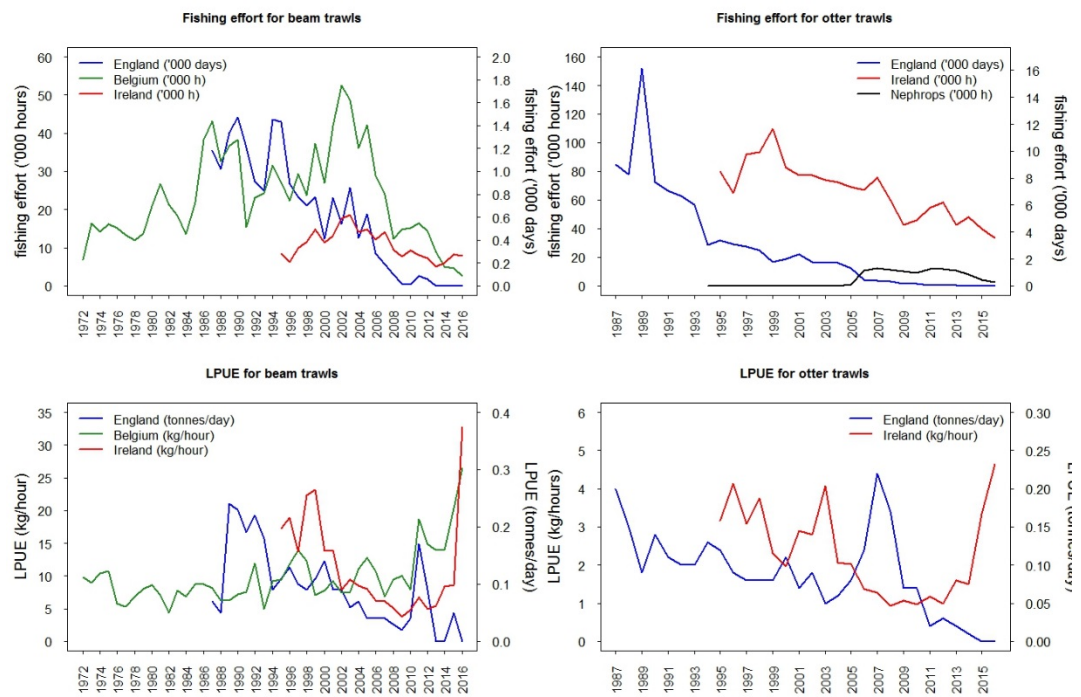 Fishing effort for beam trawls
60
50
40
30
20
10
0
fishing effort ('000 hours)
England ('000 days)
Belgium ('000 h)
Ireland ('000 h)
2.0
1.8
1.6
1.4
1.2
1.0
0.8
0.6
0.4
0.2
0.0
fishing effort ('000 days)
1972 1974 1976 1978 1980 1982 1984 1986 1988 1990 1992 1994 1996 1998 2000 2002 2004 2006 2008 2010 2012 2014 2016
Fishing effort for otter trawls
160
140
120
100
80
60
40
20
0
fishing effort ('000 hours)
England ('000 days)
Ireland ('000 h)
Nephrops ('000 h)
16
14
12
10
8
6
4
2
0
fishing effort ('000 days)
1987 1989 1991 1993 1995 1997 1999 2001 2003 2005 2007 2009 2011 2013 2015
LPUE for beam trawls
35
30
25
20
15
10
5
0
LPUE (kg/hour)
England (tonnes/day)
Belgium (kg/hour)
Ireland (kg/hour)
0.4
0.3
0.2
0.1
0.0
LPUE (tonnes/day)
1972 1974 1976 1978 1980 1982 1984 1986 1988 1990 1992 1994 1996 1998 2000 2002 2004 2006 2008 2010 2012 2014 2016
LPUE for otter trawls
6
5
4
3
2
1
0
LPUE (kg/hours)
England (tonnes/day)
Ireland (kg/hour)
0.30
0.25
0.20
0.15
0.10
0.05
0.00
LPUE (tonnes/day)
1987 1989 1991 1993 1995 1997 1999 2001 2003 2005 2007 2009 2011 2013 2015